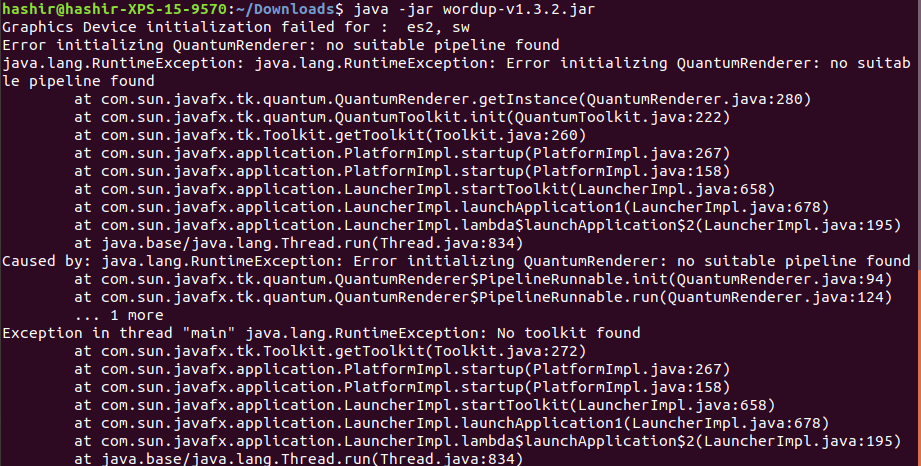 hashir@hashir-XPS-15-9570:~/Downloads$ java -jar wordup-v1.3.2.jar
Graphics Device initialization failed for :  es2, sw
Error initializing QuantumRenderer: no suitable pipeline found
java.lang.RuntimeException: java.lang.RuntimeException: Error initializing QuantumRenderer: no suitab
le pipeline found
        at com.sun.javafx.tk.quantum.QuantumRenderer.getInstance(QuantumRenderer.java:280)
        at com.sun.javafx.tk.quantum.QuantumToolkit.init(QuantumToolkit.java:222)
        at com.sun.javafx.tk.Toolkit.getToolkit(Toolkit.java:260)
        at com.sun.javafx.application.PlatformImpl.startup(PlatformImpl.java:267)
        at com.sun.javafx.application.PlatformImpl.startup(PlatformImpl.java:158)
        at com.sun.javafx.application.LauncherImpl.startToolkit(LauncherImpl.java:658)
        at com.sun.javafx.application.LauncherImpl.launchApplication1(LauncherImpl.java:678)
        at com.sun.javafx.application.LauncherImpl.lambda$launchApplication$2(LauncherImpl.java:195)
        at java.base/java.lang.Thread.run(Thread.java:834)
Caused by: java.lang.RuntimeException: Error initializing QuantumRenderer: no suitable pipeline found
        at com.sun.javafx.tk.quantum.QuantumRenderer$PipelineRunnable.init(QuantumRenderer.java:94)
        at com.sun.javafx.tk.quantum.QuantumRenderer$PipelineRunnable.run(QuantumRenderer.java:124)
        ... 1 more
Exception in thread "main" java.lang.RuntimeException: No toolkit found
        at com.sun.javafx.tk.Toolkit.getToolkit(Toolkit.java:272)
        at com.sun.javafx.application.PlatformImpl.startup(PlatformImpl.java:267)
        at com.sun.javafx.application.PlatformImpl.startup(PlatformImpl.java:158)
        at com.sun.javafx.application.LauncherImpl.startToolkit(LauncherImpl.java:658)
        at com.sun.javafx.application.LauncherImpl.launchApplication1(LauncherImpl.java:678)
        at com.sun.javafx.application.LauncherImpl.lambda$launchApplication$2(LauncherImpl.java:195)
        at java.base/java.lang.Thread.run(Thread.java:834)